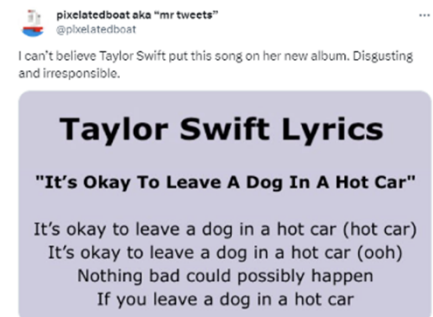 pixelatedboat aka "mr tweets"
@pixelatedboat
I can't believe Taylor Swift put this song on her new album. Disgusting
and irresponsible.
Taylor Swift Lyrics
"It's Okay To Leave A Dog In A Hot Car"
It's okay to leave a dog in a hot car (hot car)
It's okay to leave a dog in a hot car (ooh)
Nothing bad could possibly happen
If you leave a dog in a hot car